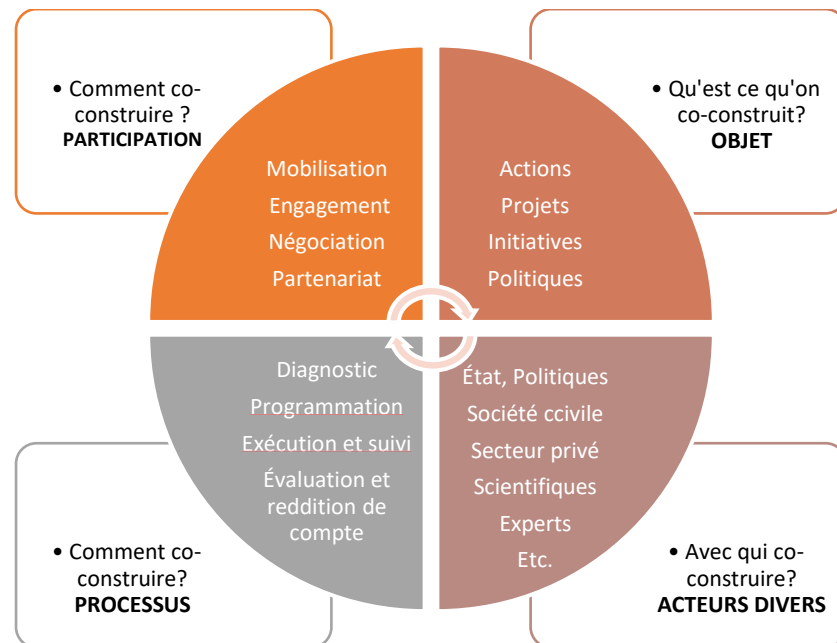 • Comment co-
construire ?
PARTICIPATION
Mobilisation
Engagement
Négociation
Partenariat
• Qu'est ce qu'on
co-construit?
OBJET
Actions
Projets
Initiatives
Politiques
Diagnostic
Programmation
Exécution et suivi
Évaluation et
reddition de
compte
• Comment co-
construire?
PROCESSUS
État, Politiques
Société ccivile
Secteur privé
Scientifiques
Experts
Etc.
• Avec qui co-
construire?
ACTEURS DIVERS